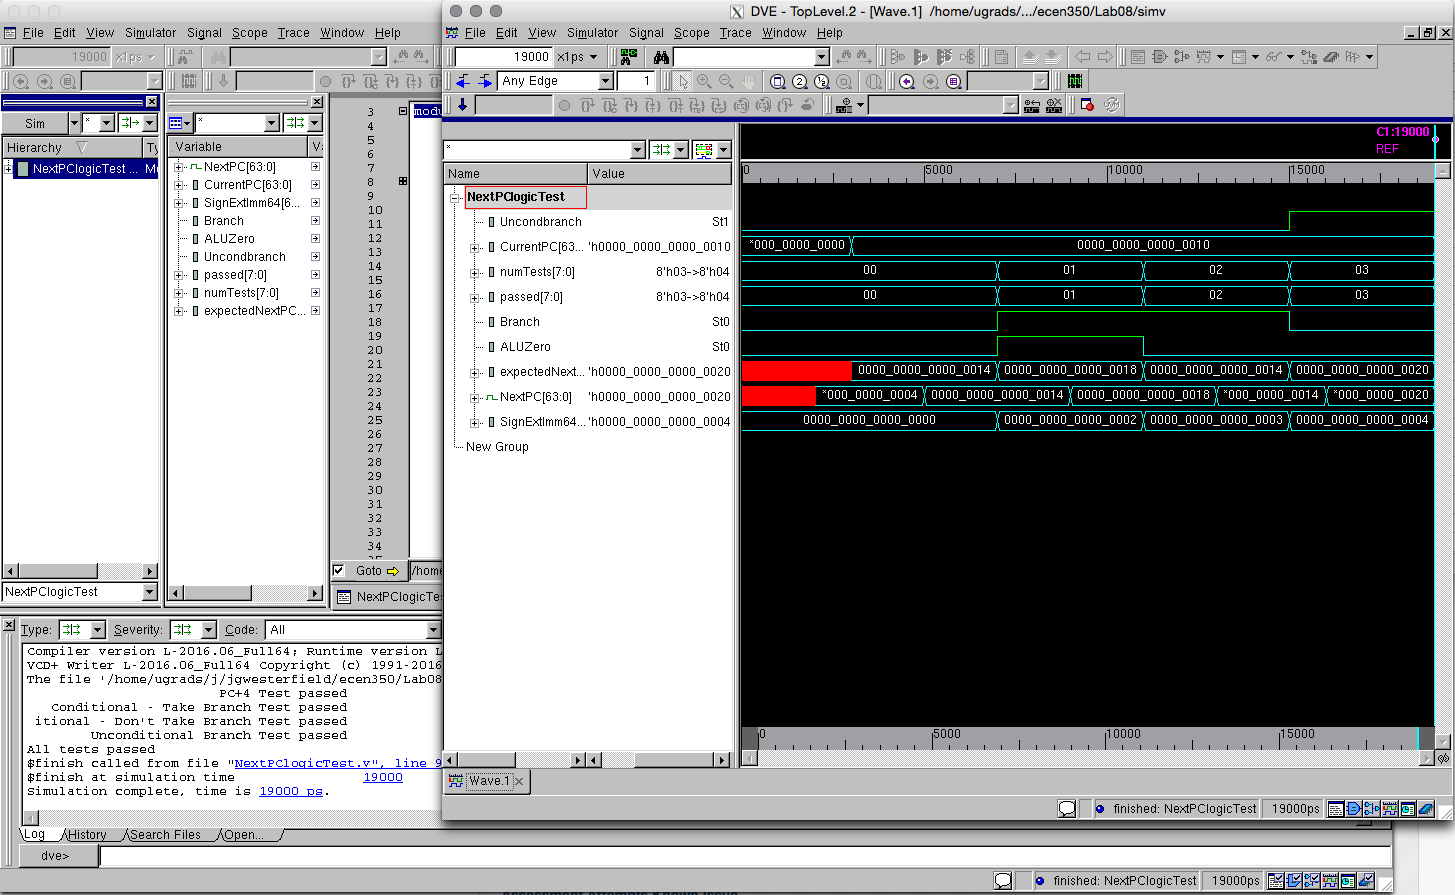 DVE - TopLevel.2 - [Wave.1] /home/ugrads/.../ecen350/Lab08/simv
File Edit View Simulator Signal Scope Trace Window Help
File Edit View Simulator Signal Scope Trace Window Help
19000 x1ps
19000 x1ps
Any Edge 1
Sim *
*
Hierarchy Ty
NextPClogicTest ... Mo
NextPClogicTest
Variable
NextPC[63:0]
CurrentPC[63:0]
SignExtImm64[6...
Branch
ALUZero
Uncondbranch
passed[7:0]
numTests[7:0]
expectedNextPC...
3 modu
4
5
6
7
8
9
10
11
12
13
14
15
16
17
18
19
20
21
22
23
24
25
26
27
28
29
30
31
32
33
34
Goto /home
NextPClogicTes
*
Name Value
NextPClogicTest
Uncondbranch St1
CurrentPC[63... 'h0000_0000_0000_0010
numTests[7:0] 8'h03->8'h04
passed[7:0] 8'h03->8'h04
Branch St0
ALUZero St0
expectedNext... 'h0000_0000_0000_0020
NextPC[63:0] 'h0000_0000_0000_0020
SignExtImm64... 'h0000_0000_0000_0004
New Group
C1:19000
REF
0 5000 10000 15000
*000_0000_0000 0000_0000_0000_0010
00 01 02 03
00 01 02 03
0000_0000_0000_0014 0000_0000_0000_0018 0000_0000_0000_0014 0000_0000_0000_0020
*000_0000_0004 0000_0000_0000_0014 0000_0000_0000_0018 *000_0000_0014 *000_0000_0020
0000_0000_0000_0000 0000_0000_0000_0002 0000_0000_0000_0003 0000_0000_0000_0004
0 5000 10000 15000
Wave.1
finished: NextPClogicTest 19000ps
Type: Severity: Code: All
Compiler version L-2016.06_Full64; Runtime version L
VCD+ Writer L-2016.06_Full64 Copyright (c) 1991-2016
The file '/home/ugrads/j/jgwesterfield/ecen350/Lab08
PC+4 Test passed
Conditional - Take Branch Test passed
itional - Don't Take Branch Test passed
Unconditional Branch Test passed
All tests passed
$finish called from file "NextPClogicTest.v", line 9
$finish at simulation time 19000
Simulation complete, time is 19000 ps.
Log History Search Files Open...
dve>
finished: NextPClogicTest 19000ps